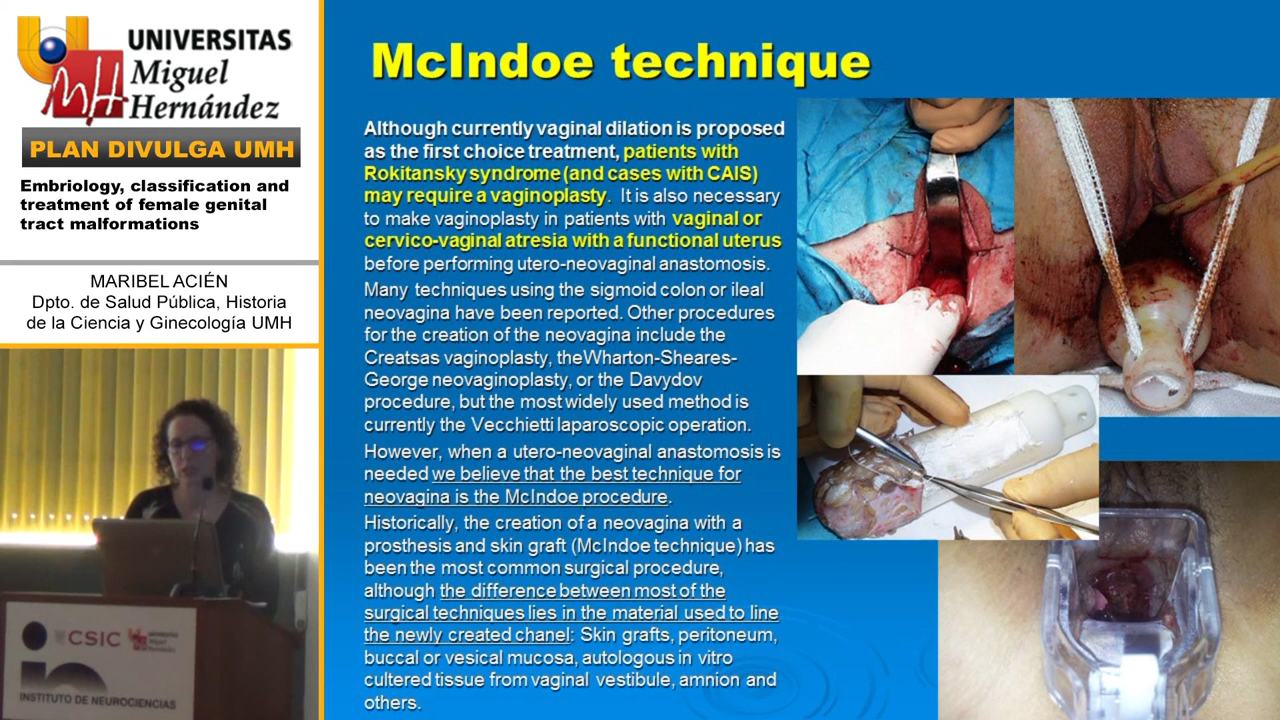 UNIVERSITAS
Miguel
Hernández
PLAN DIVULGA UMH
Embriology, classification and
treatment of female genital
tract malformations
MARIBEL ACIÉN
Dpto. de Salud Pública, Historia
de la Ciencia y Ginecología UMH
McIndoe technique
Although currently vaginal dilation is proposed
as the first choice treatment, patients with
Rokitansky syndrome (and cases with CAIS)
may require a vaginoplasty. It is also necessary
to make vaginoplasty in patients with vaginal or
cervico-vaginal atresia with a functional uterus
before performing utero-neovaginal anastomosis.
Many techniques using the sigmoid colon or ileal
neovagina have been reported. Other procedures
for the creation of the neovagina include the
Creatsas vaginoplasty, theWharton-Sheares-
George neovaginoplasty, or the Davydov
procedure, but the most widely used method is
currently the Vecchietti laparoscopic operation.
However, when a utero-neovaginal anastomosis is
needed we believe that the best technique for
neovagina is the McIndoe procedure.
Historically, the creation of a neovagina with a
prosthesis and skin graft (McIndoe technique) has
been the most common surgical procedure,
although the difference between most of the
surgical techniques lies in the material used to line
the newly created chanel: Skin grafts, peritoneum,
buccal or vesical mucosa, autologous in vitro
cultered tissue from vaginal vestibule, amnion and
others.
in
CSIC
INSTITUTO DE NEUROCIENCIAS